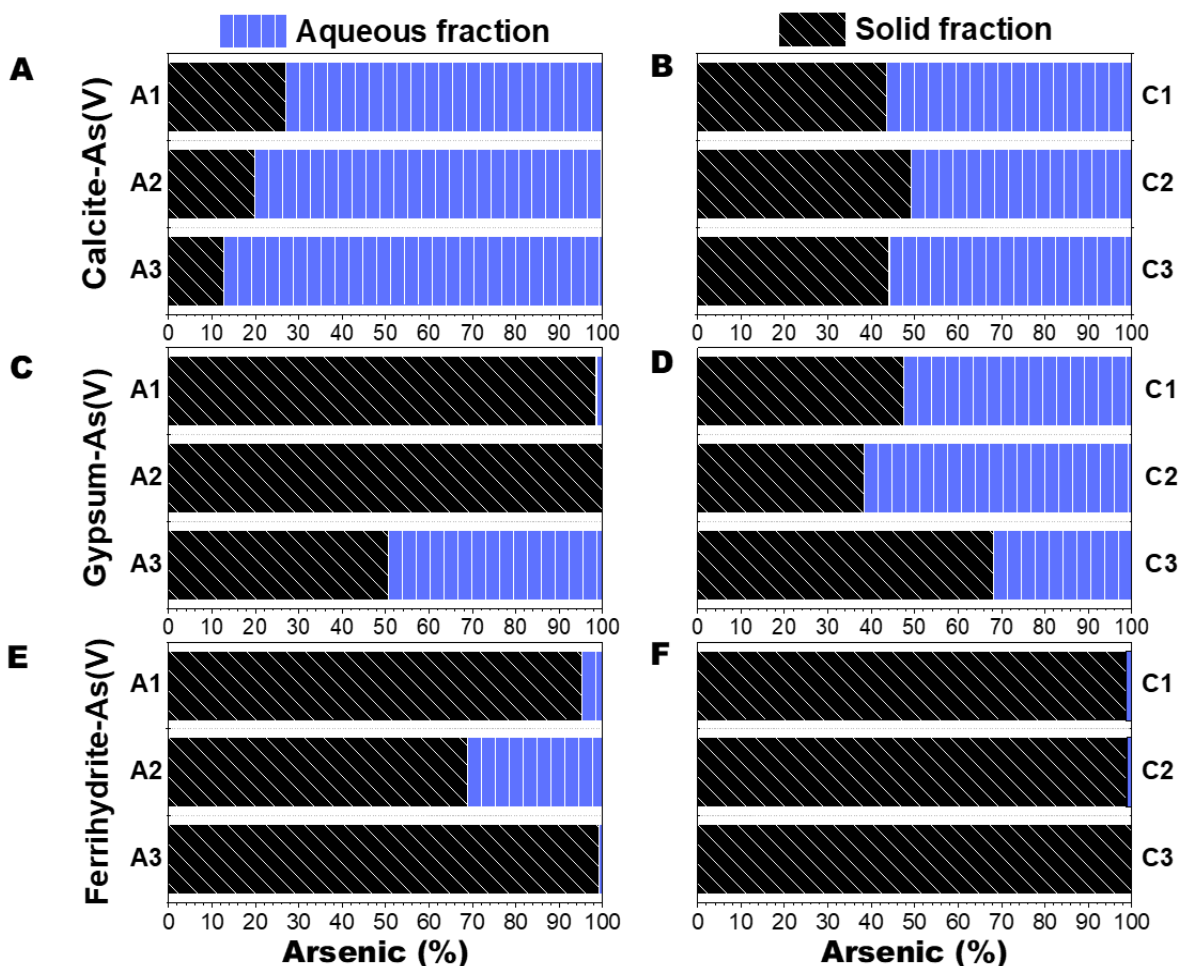 Aqueous fraction
Solid fraction
A
Calcite-As(V)
A1
A2
A3
0 10 20 30 40 50 60 70 80 90 100
B
C1
C2
C3
0 10 20 30 40 50 60 70 80 90 100
C
Gypsum-As(V)
A1
A2
A3
0 10 20 30 40 50 60 70 80 90 100
D
C1
C2
C3
0 10 20 30 40 50 60 70 80 90 100
E
Ferrihydrite-As(V)
A1
A2
A3
0 10 20 30 40 50 60 70 80 90 100
Arsenic (%)
F
C1
C2
C3
0 10 20 30 40 50 60 70 80 90 100
Arsenic (%)